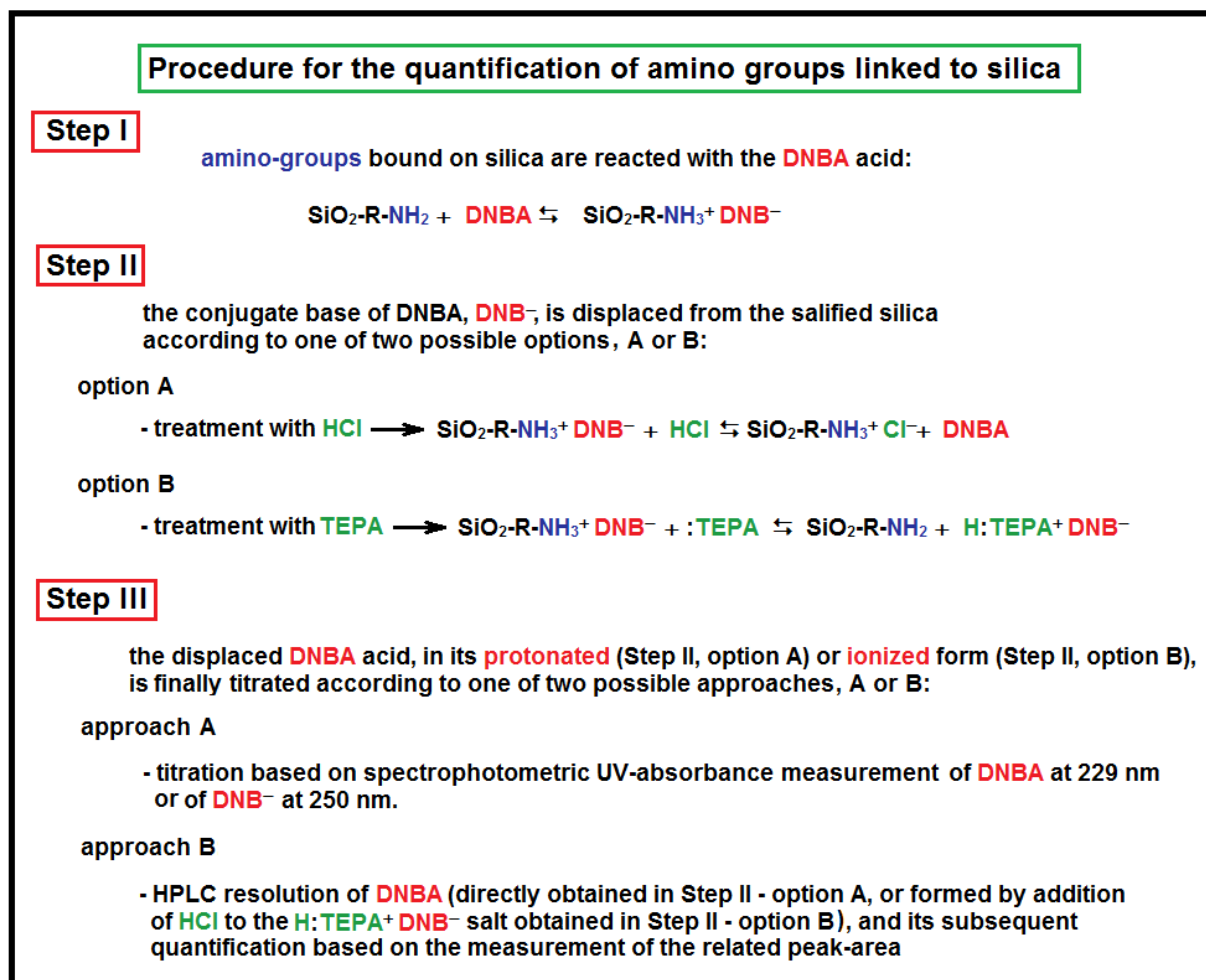 Procedure for the quantification of amino groups linked to silica
Step I
amino-groups bound on silica are reacted with the DNBA acid:
SiO₂-R-NH₂ + DNBA ⇆ SiO₂-R-NH₃⁺ DNB⁻
Step II
the conjugate base of DNBA, DNB⁻, is displaced from the salified silica
according to one of two possible options, A or B:
option A
- treatment with HCl ⟶ SiO₂-R-NH₃⁺ DNB⁻ + HCl ⇆ SiO₂-R-NH₃⁺ Cl⁻ + DNBA
option B
- treatment with TEPA ⟶ SiO₂-R-NH₃⁺ DNB⁻ + :TEPA ⇆ SiO₂-R-NH₂ + H:TEPA⁺ DNB⁻
Step III
the displaced DNBA acid, in its protonated (Step II, option A) or ionized form (Step II, option B),
is finally titrated according to one of two possible approaches, A or B:
approach A
- titration based on spectrophotometric UV-absorbance measurement of DNBA at 229 nm
or of DNB⁻ at 250 nm.
approach B
- HPLC resolution of DNBA (directly obtained in Step II - option A, or formed by addition
of HCl to the H:TEPA⁺ DNB⁻ salt obtained in Step II - option B), and its subsequent
quantification based on the measurement of the related peak-area